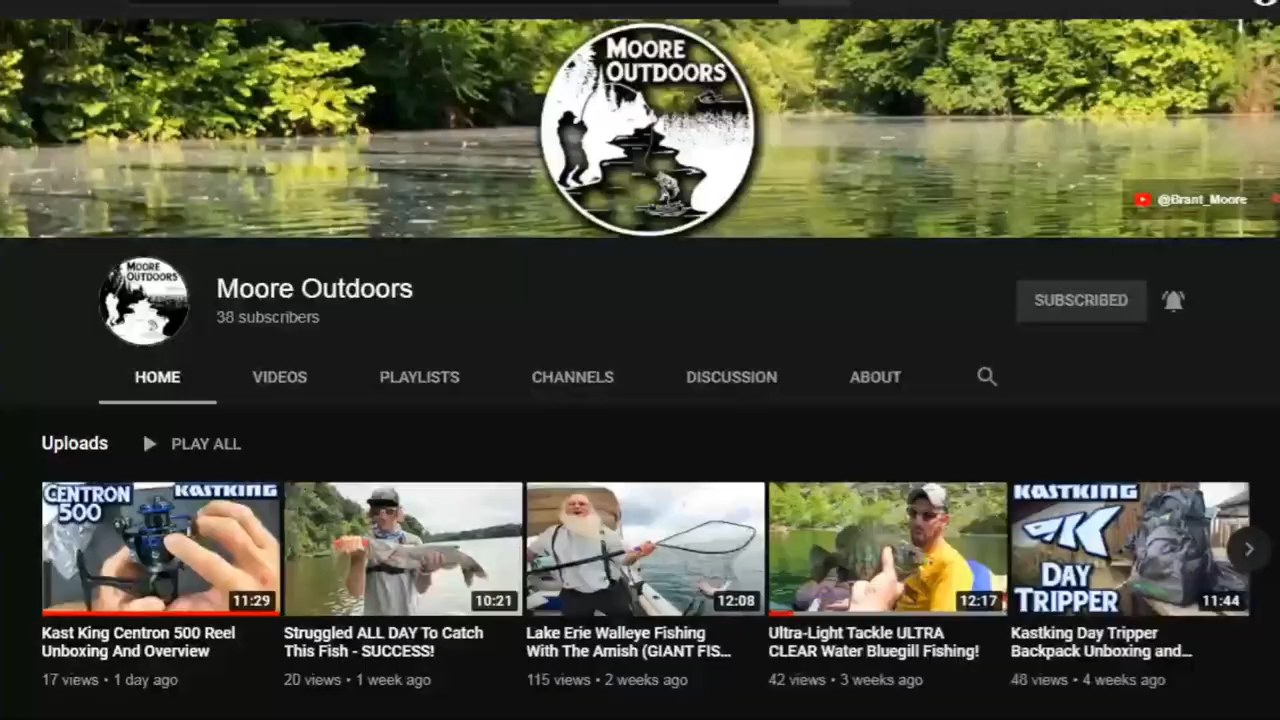 MOORE
OUTDOORS
@Brant_Moore
MOORE
OUTDOORS
Moore Outdoors
38 subscribers
SUBSCRIBED
HOME
VIDEOS
PLAYLISTS
CHANNELS
DISCUSSION
ABOUT
Uploads
PLAY ALL
CENTRON
500
KASTKING
11:29
10:21
12:08
12:17
KASTKING
DAY
TRIPPER
11:44
Kast King Centron 500 Reel
Unboxing And Overview
17 views • 1 day ago
Struggled ALL DAY To Catch
This Fish - SUCCESS!
20 views • 1 week ago
Lake Erie Walleye Fishing
With The Amish (GIANT FIS...
115 views • 2 weeks ago
Ultra-Light Tackle ULTRA
CLEAR Water Bluegill Fishing!
42 views • 3 weeks ago
Kastking Day Tripper
Backpack Unboxing and...
48 views • 4 weeks ago